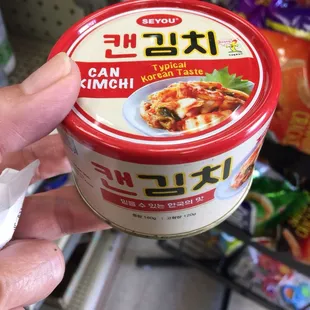 SEYOU
캔김치
CAN
KIMCHI
Typical
Korean Taste
캔김치
믿을 수 있는 한국의 맛